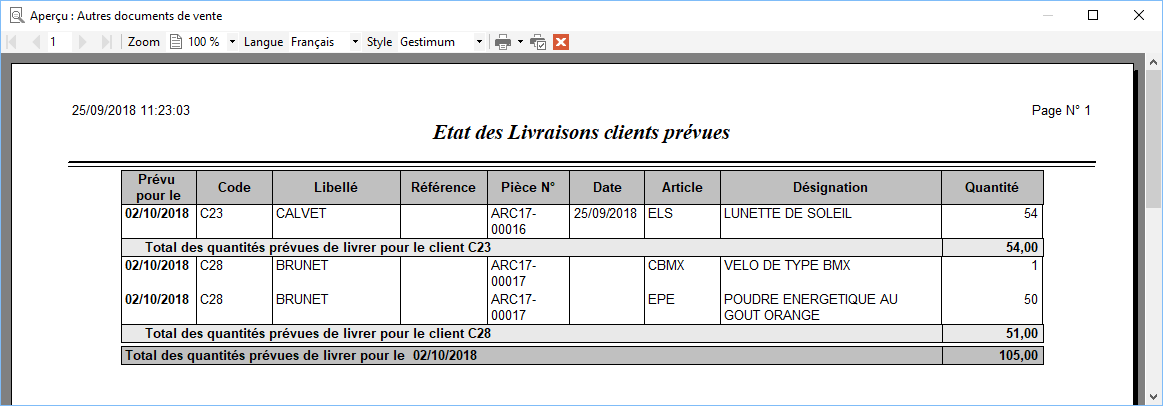 Aperçu : Autres documents de vente
1 Zoom 100 % Langue Français Style Gestimum
25/09/2018 11:23:03 Page N° 1
Etat des Livraisons clients prévues
Prévu pour le Code Libellé Référence Pièce N° Date Article Désignation Quantité
02/10/2018 C23 CALVET ARC17- 25/09/2018 ELS LUNETTE DE SOLEIL 54
00016
Total des quantités prévues de livrer pour le client C23 54,00
02/10/2018 C28 BRUNET ARC17- CBMX VELO DE TYPE BMX 1
00017
02/10/2018 C28 BRUNET ARC17- EPE POUDRE ENERGETIQUE AU 50
00017 GOUT ORANGE
Total des quantités prévues de livrer pour le client C28 51,00
Total des quantités prévues de livrer pour le 02/10/2018 105,00